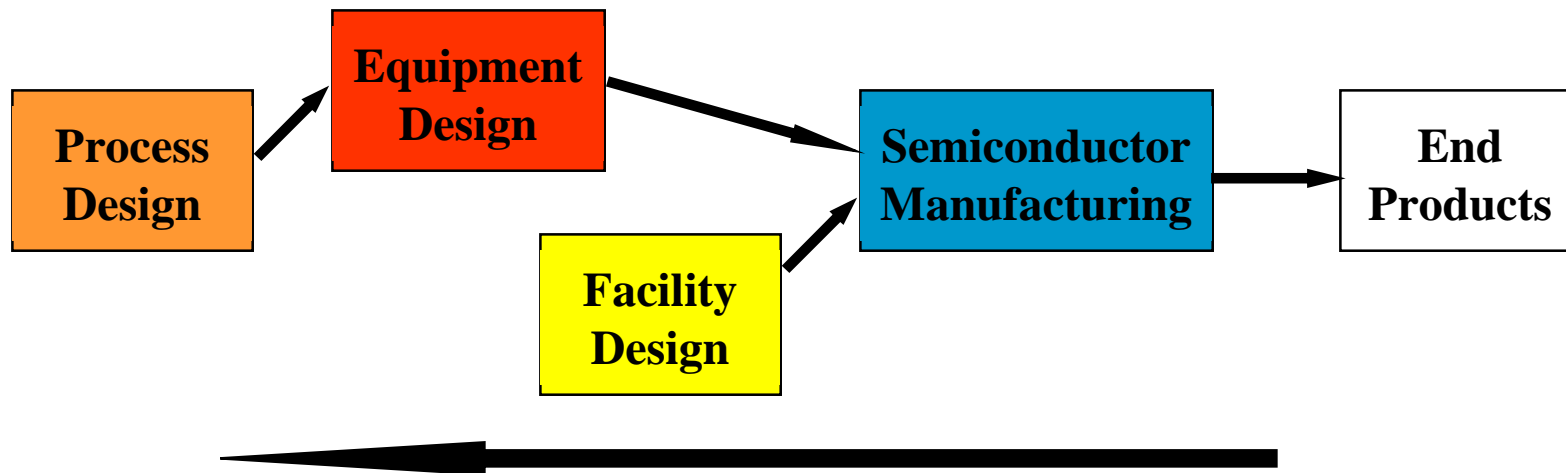 Process
Design
Equipment
Design
Facility
Design
Semiconductor
Manufacturing
End
Products